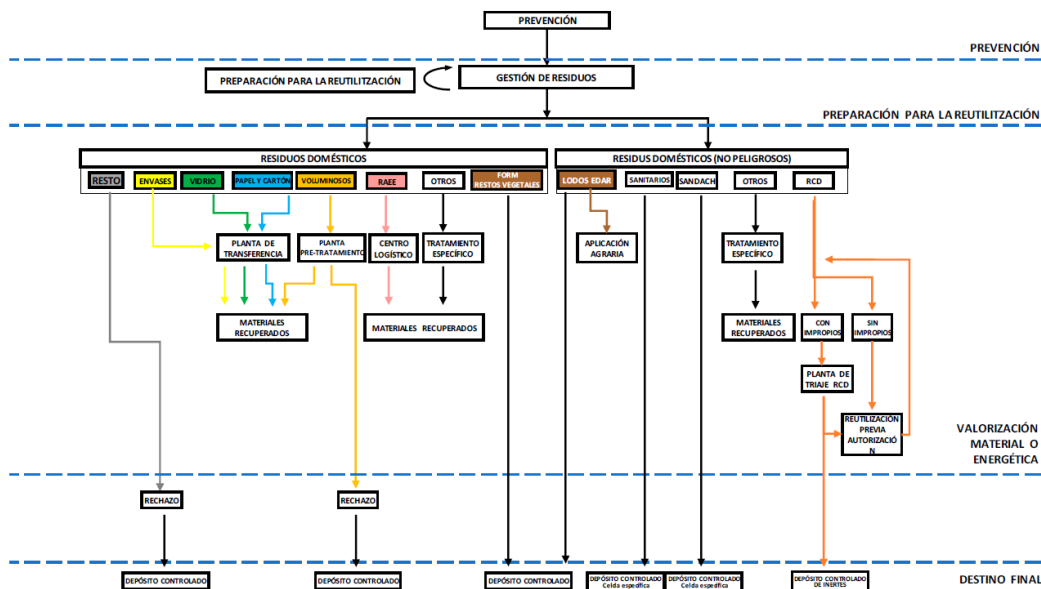 PREVENCIÓN
PREVENCIÓN
PREPARACIÓN PARA LA REUTILITZACIÓN
GESTIÓN DE RESIDUOS
PREPARACIÓN PARA LA REUTILITZACIÓN
RESIDUOS DOMÉSTICOS
RESIDUS DOMÉSTICOS (NO PELIGROSOS)
RESTO
ENVASES
VIDRIO
PAPEL Y CARTÓN
VOLUMINOSOS
RAEE
OTROS
FORM
RESTOS VEGETALES
LODOS EDAR
SANITARIOS
SANDACH
OTROS
RCD
PLANTA DE
TRANSFERENCIA
PLANTA
PRE-TRATAMIENTO
CENTRO
LOGÍSTICO
TRATAMIENTO
ESPECÍFICO
APLICACIÓN
AGRARIA
TRATAMIENTO
ESPECÍFICO
MATERIALES
RECUPERADOS
MATERIALES RECUPERADOS
MATERIALES
RECUPERADOS
CON
IMPROPIOS
SIN
IMPROPIOS
PLANTA DE
TRIAJE RCD
REUTILIZACIÓN
PREVIA
AUTORIZACIÓ
N
VALORIZACIÓN
MATERIAL O
ENERGÉTICA
RECHAZO
RECHAZO
DEPÓSITO CONTROLADO
DEPÓSITO CONTROLADO
DEPÓSITO CONTROLADO
DEPÓSITO CONTROLADO
Celda específica
DEPÓSITO CONTROLADO
Celda específica
DEPÓSITO CONTROLADO
DE INERTES
DESTINO FINAL